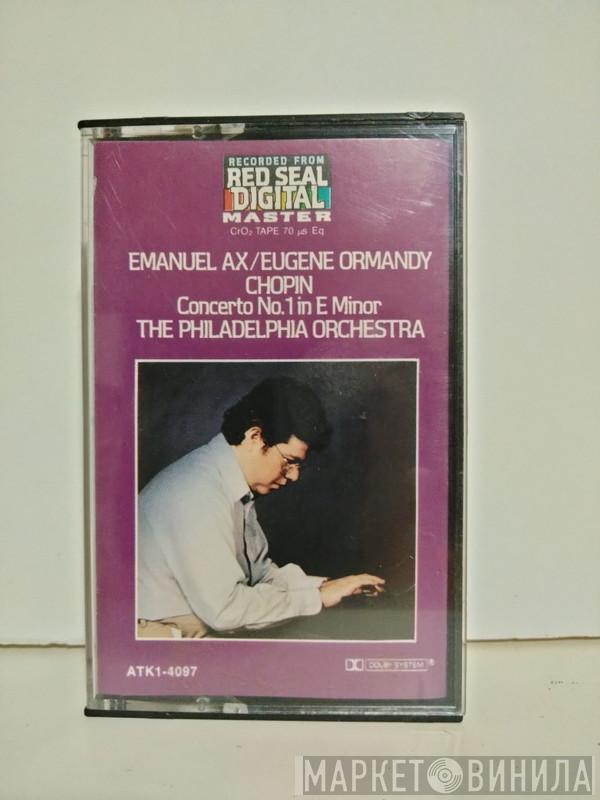 RECORDED FROM
RED SEAL
DIGITAL
MASTER
CrO₂ TAPE 70 μs Eq
EMANUEL AX/EUGENE ORMANDY
CHOPIN
Concerto No.1 in E Minor
THE PHILADELPHIA ORCHESTRA
ATK1-4097
DOLBY SYSTEM®
МАРКЕТ ВИНИЛА